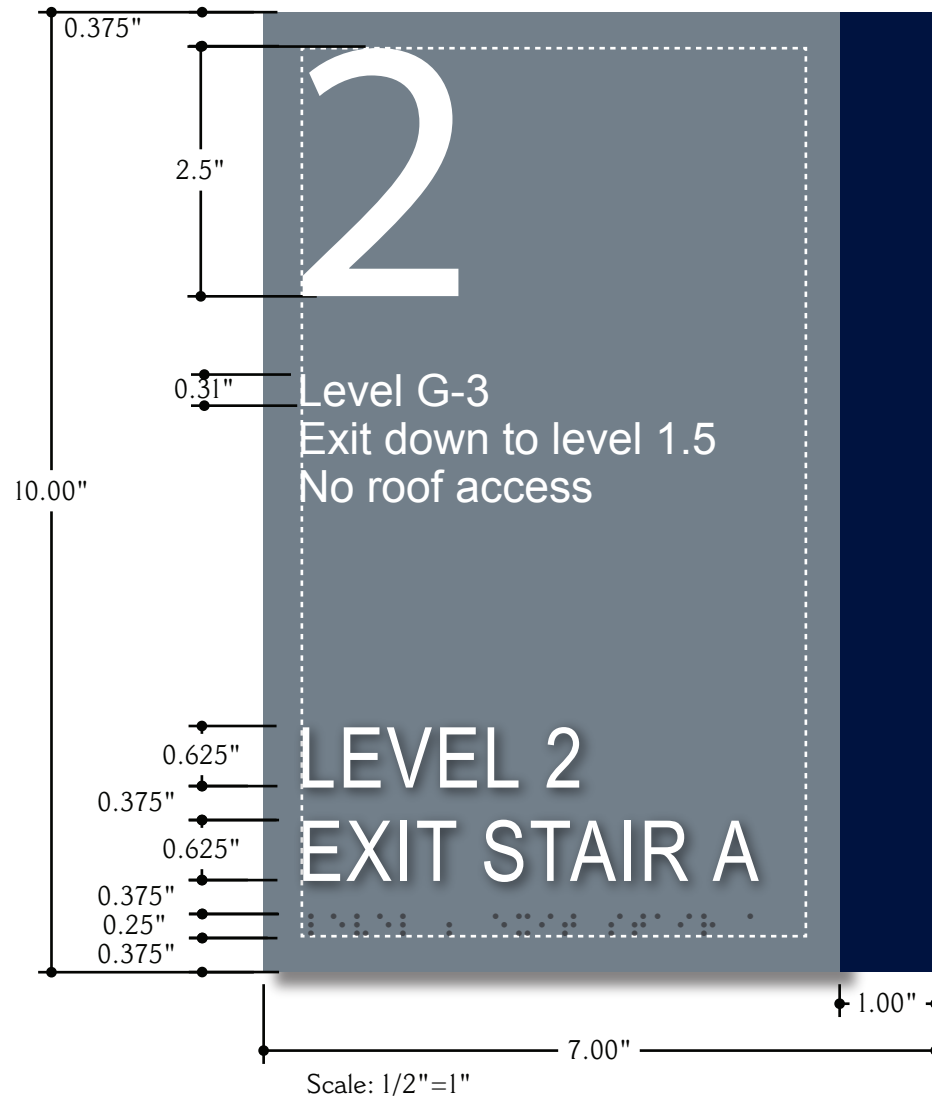 0.375"
2
2.5"
0.31"
Level G-3
Exit down to level 1.5
10.00"
No roof access
0.625"
LEVEL 2
0.375"
0.625"
EXIT STAIR A
0.375"
0.25"
0.375"
1.00"
7.00"
Scale: 1/2"=1"